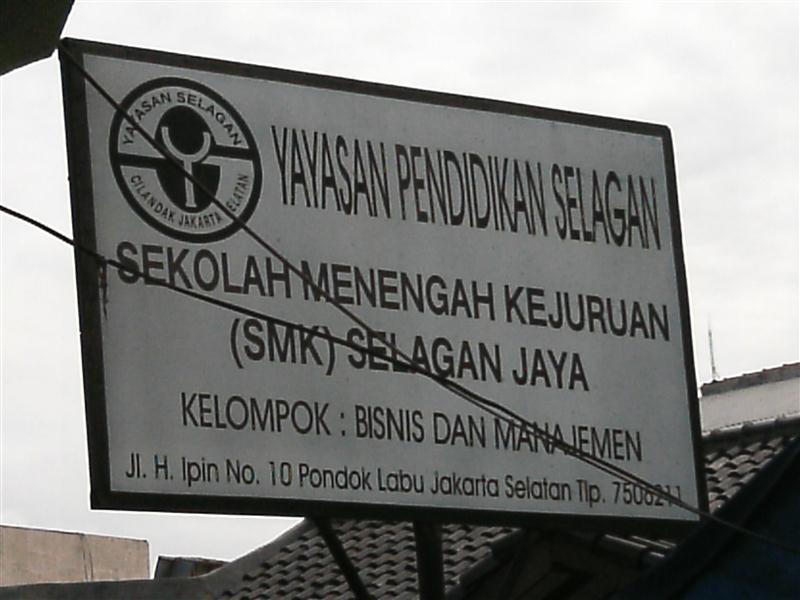 YAYASAN SELAGAN
CILANDAK JAKARTA SELATAN
YAYASAN PENDIDIKAN SELAGAN
SEKOLAH MENENGAH KEJURUAN
(SMK) SELAGAN JAYA
KELOMPOK : BISNIS DAN MANAJEMEN
Jl. H. Ipin No. 10 Pondok Labu Jakarta Selatan Tlp.